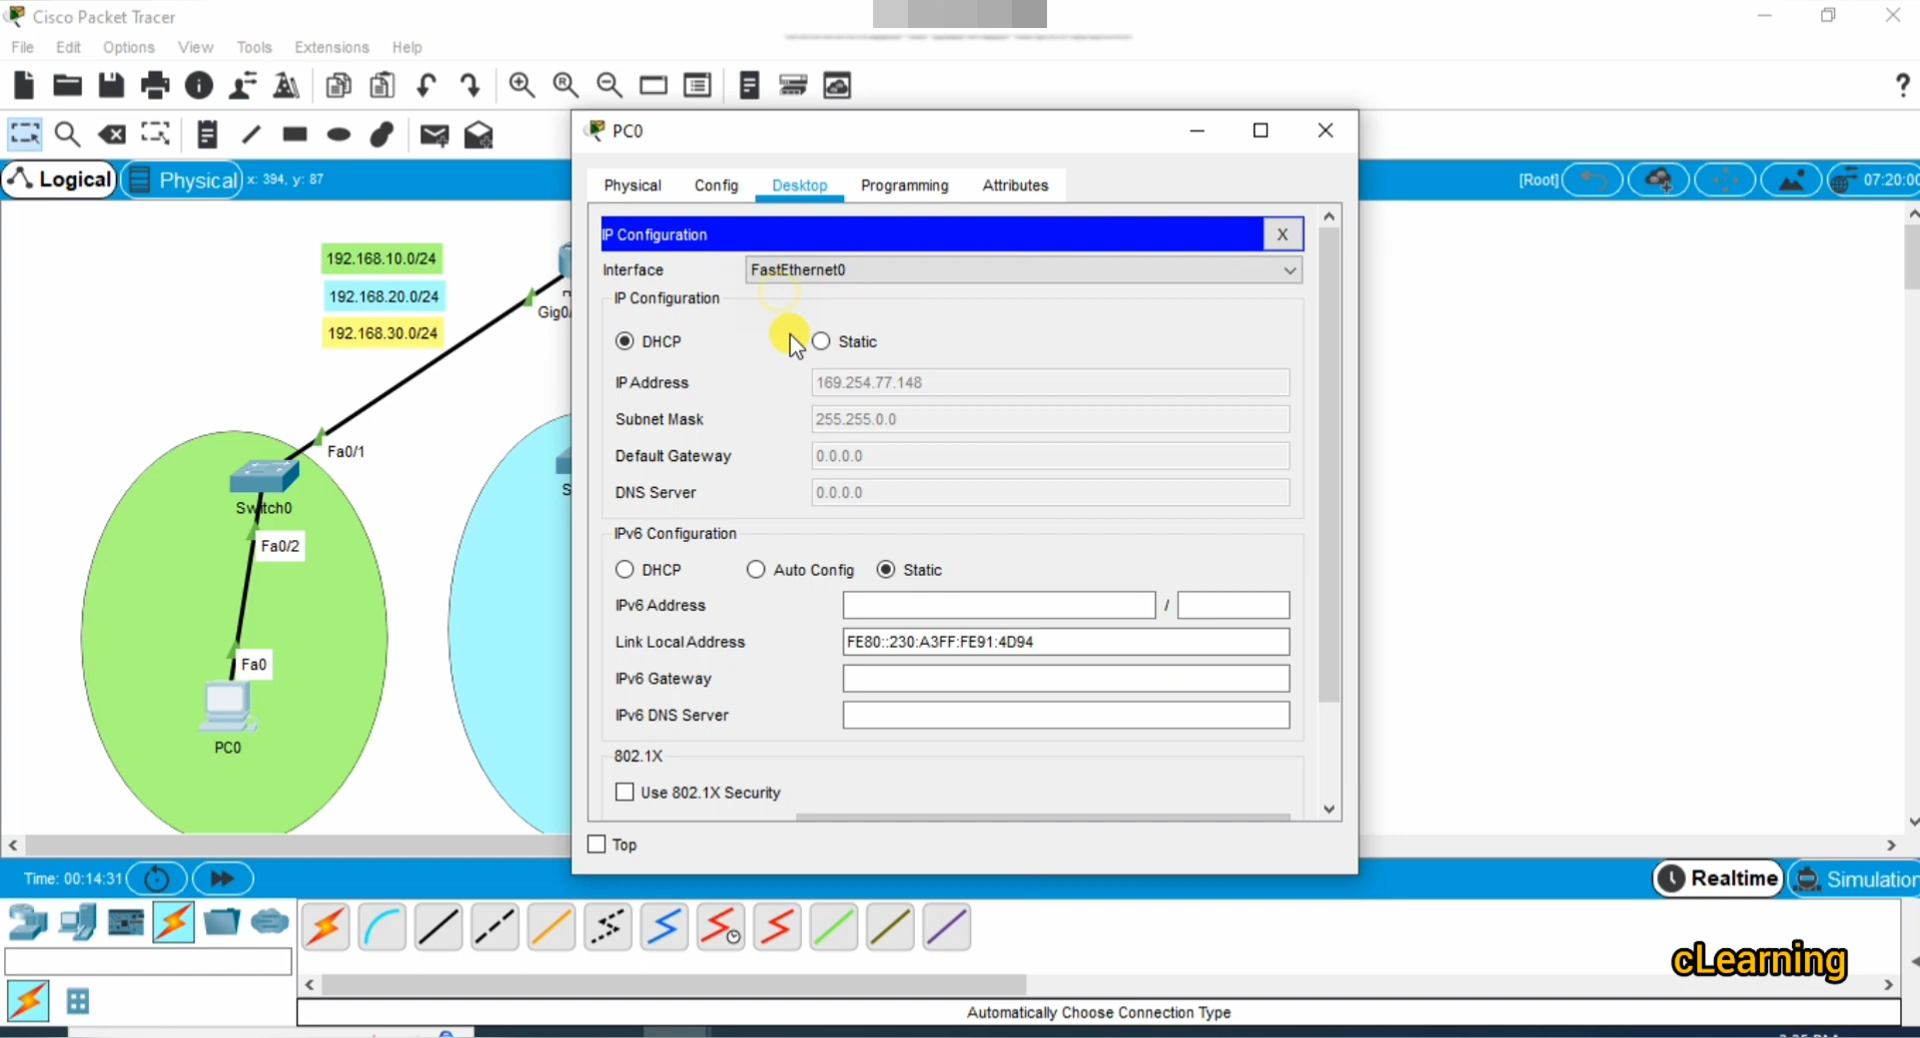 Cisco Packet Tracer
File Edit Options View Tools Extensions Help
?
Logical
Physical
x: 394, y: 87
[Root]
07:20:00
PC0
Physical Config Desktop Programming Attributes
IP Configuration
X
Interface
FastEthernet0
IP Configuration
DHCP
Static
IP Address
169.254.77.148
Subnet Mask
255.255.0.0
Default Gateway
0.0.0.0
DNS Server
0.0.0.0
IPv6 Configuration
DHCP
Auto Config
Static
IPv6 Address
/
Link Local Address
FE80::230:A3FF:FE91:4D94
IPv6 Gateway
IPv6 DNS Server
802.1X
Use 802.1X Security
Top
192.168.10.0/24
192.168.20.0/24
192.168.30.0/24
Gig0/
Fa0/1
Switch0
Fa0/2
Fa0
PC0
S
Time: 00:14:31
Realtime
Simulation
cLearning
Automatically Choose Connection Type